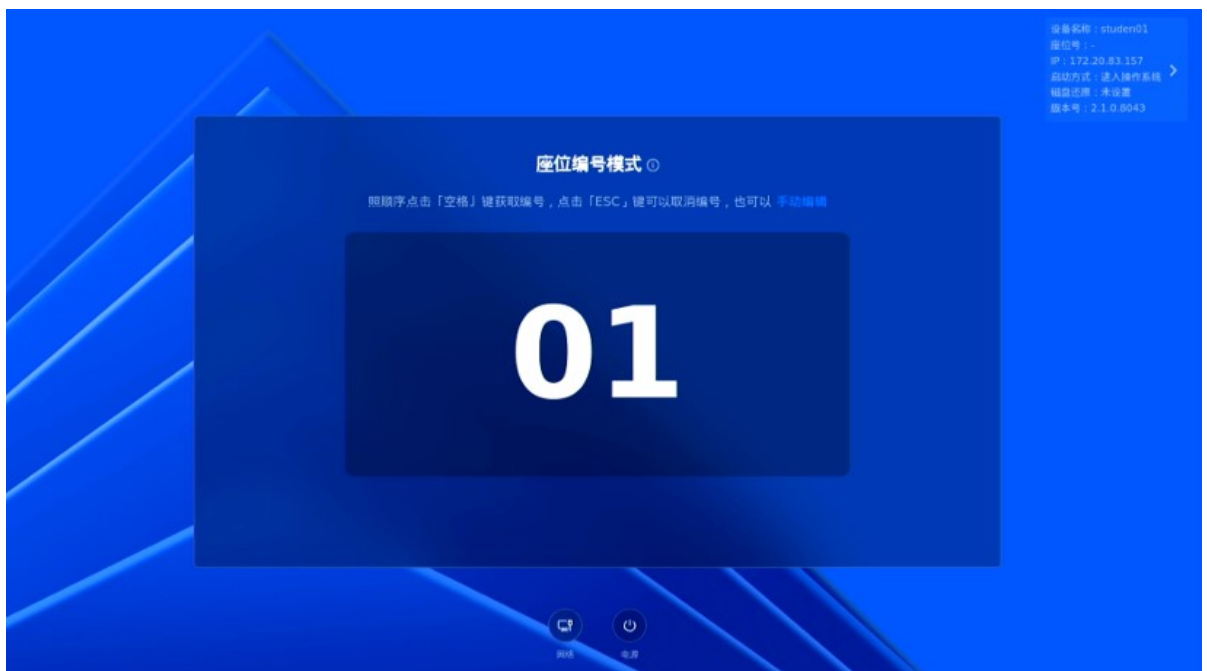 设备名称：studen01
座位号：-
IP：172.20.83.157
启动方式：进入操作系统
磁盘还原：未设置
版本号：2.1.0.8043
座位编号模式
照顺序点击「空格」键获取编号，点击「ESC」键可以取消编号，也可以 手动编辑
01
网络
电源